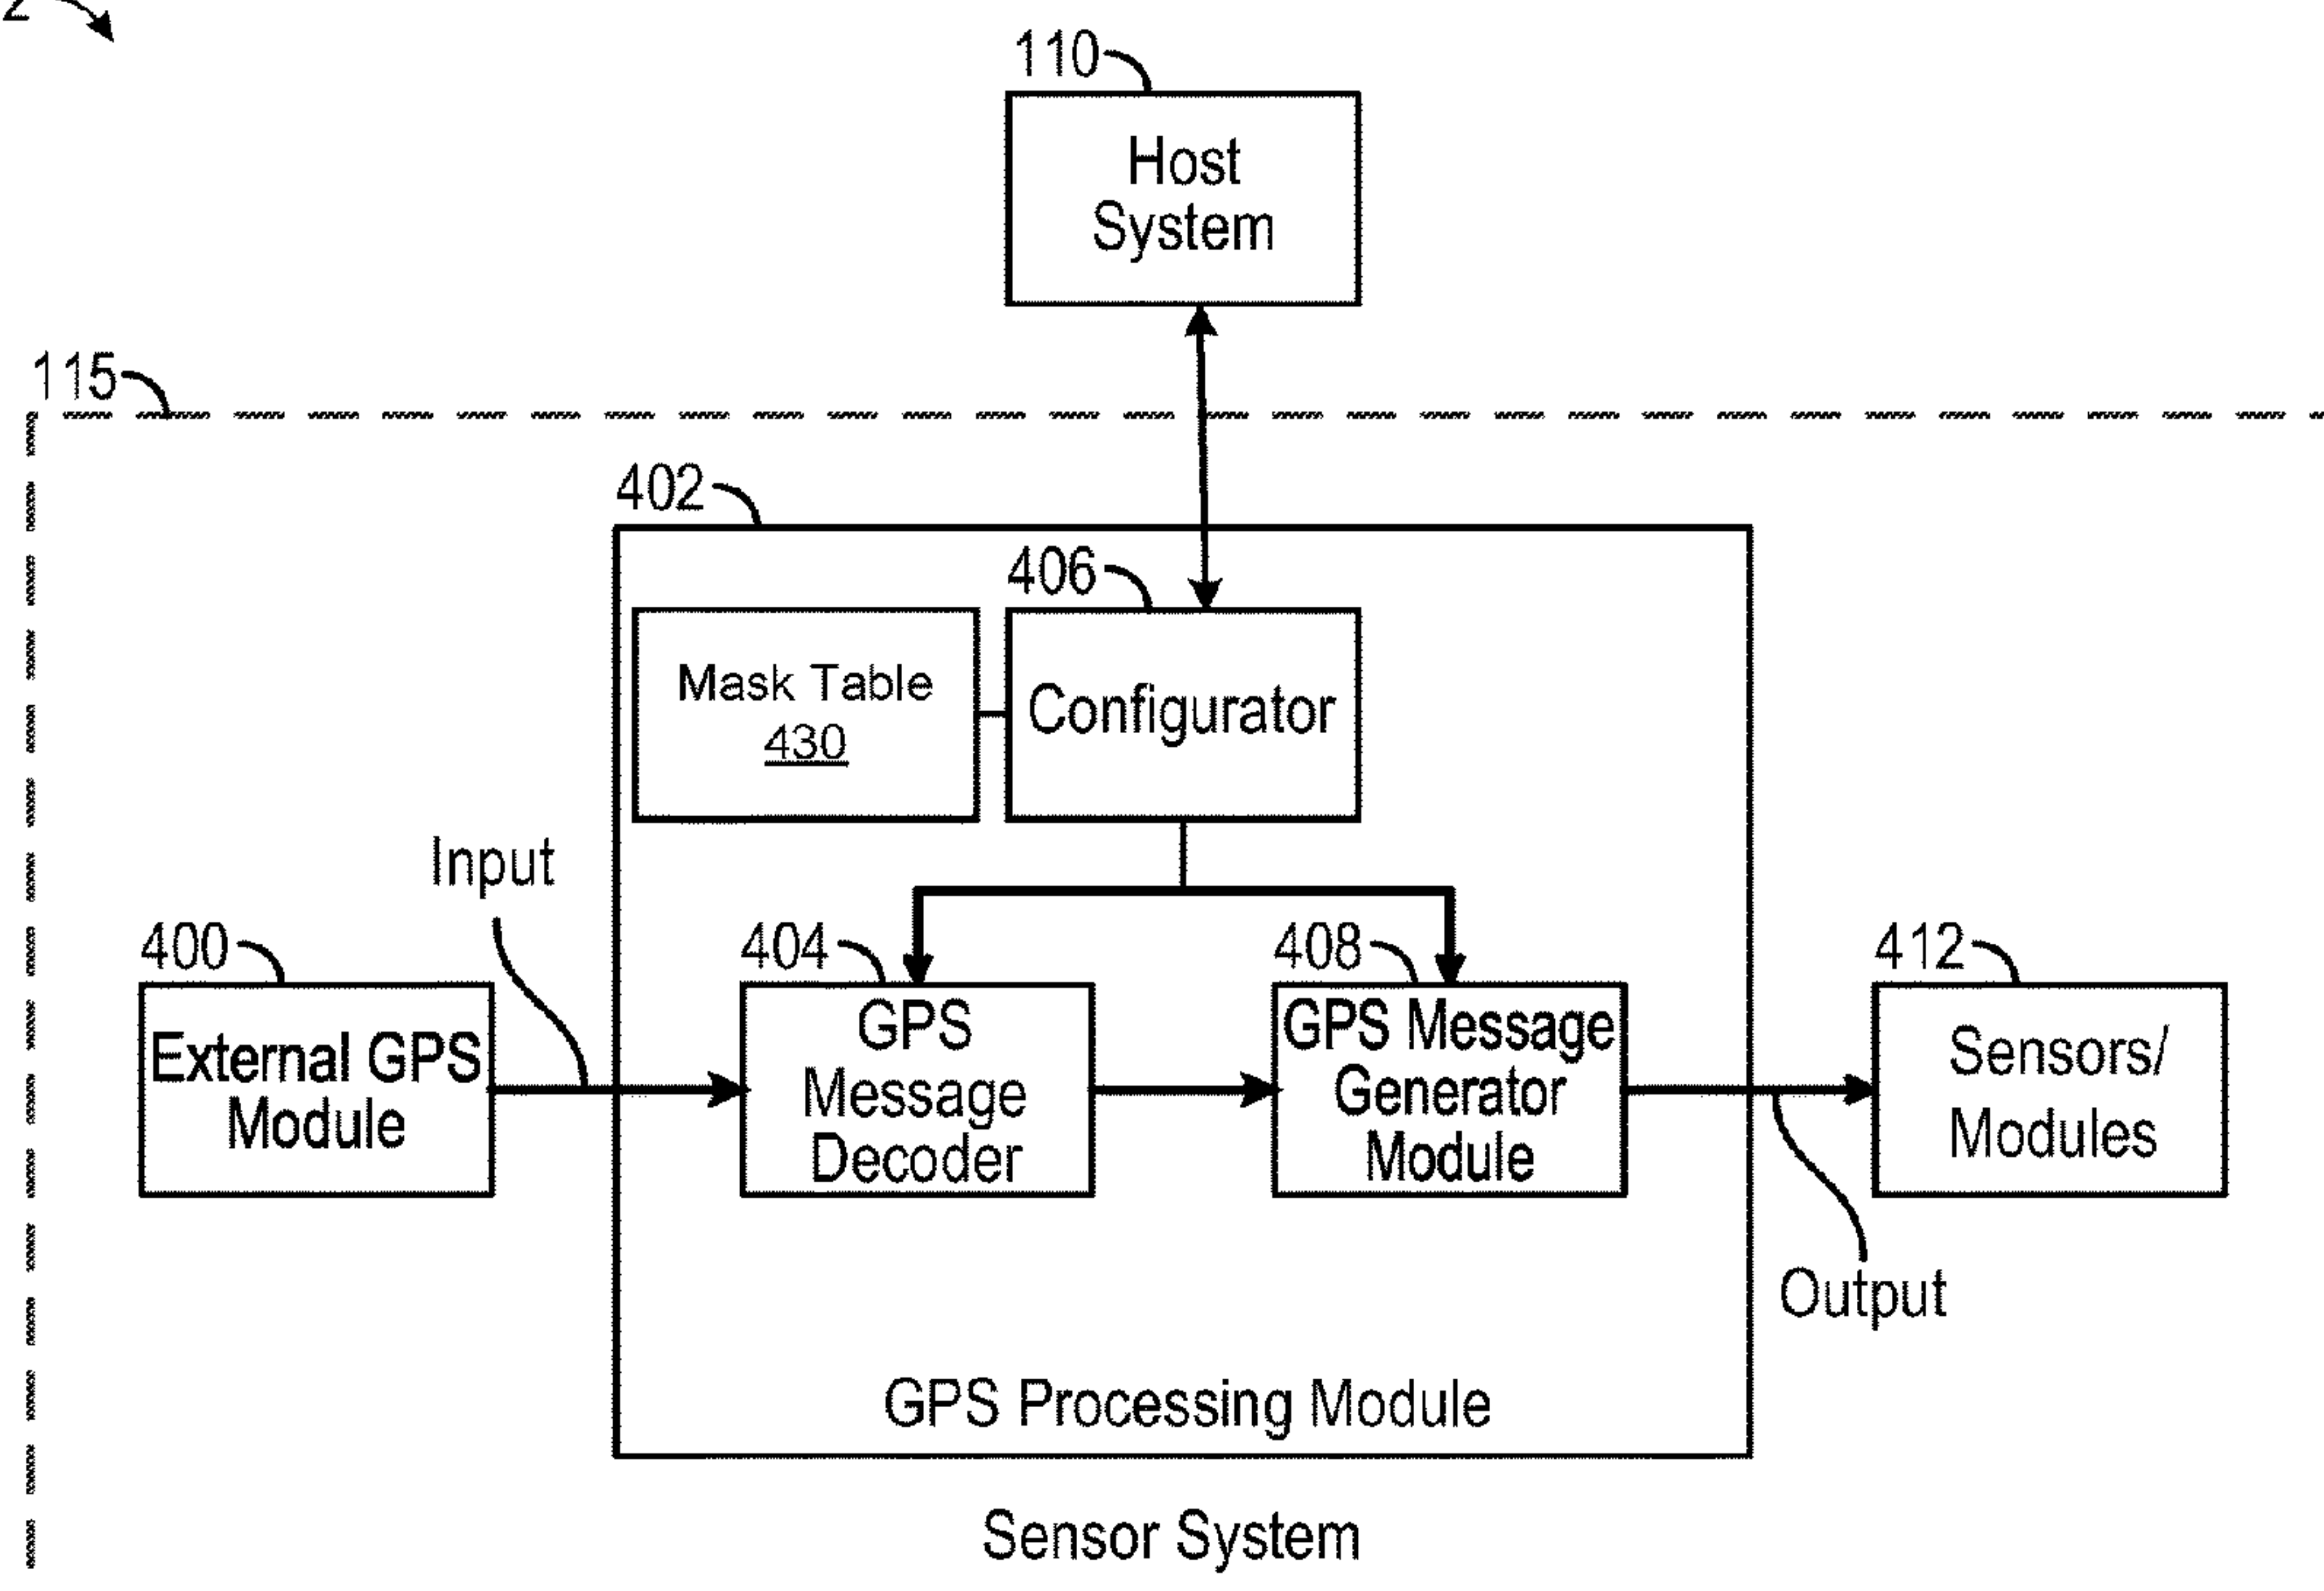 2
110
Host
System
115
402
406
Mask Table
430
Configurator
Input
400
404
408
412
External GPS
Module
GPS
Message
Decoder
GPS Message
Generator
Module
Sensors/
Modules
Output
GPS Processing Module
Sensor System